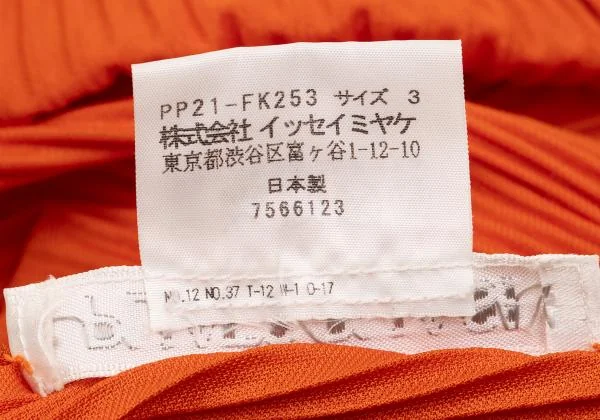 PP21-FK253 サイズ 3
株式会社 イッセイミヤケ
東京都渋谷区富ヶ谷1-12-10
日本製
7566123
NO.12 NO.37 T-12 W-1 O-17